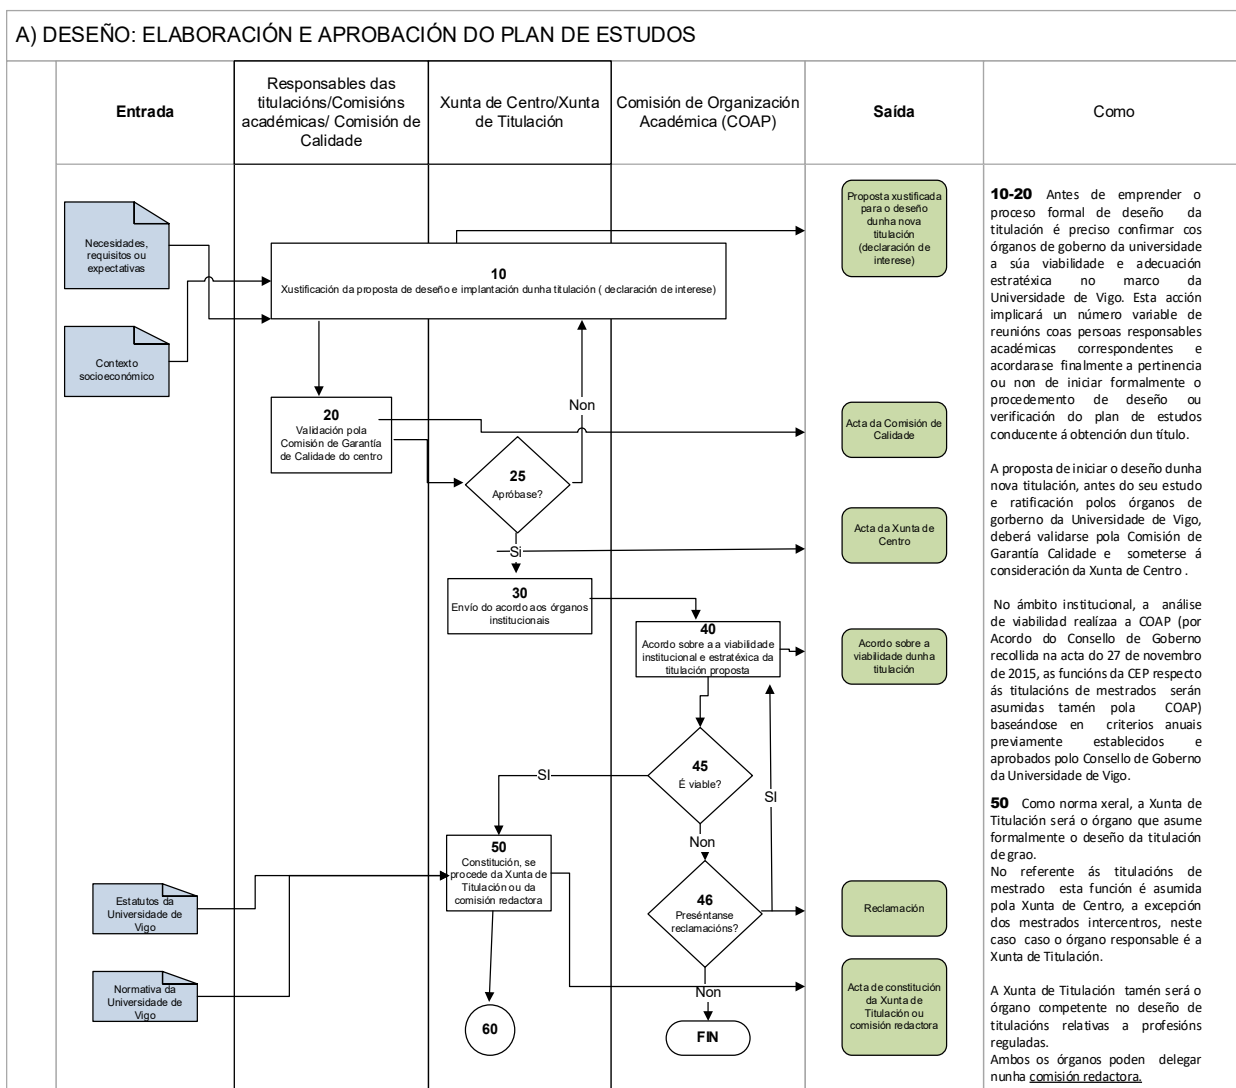 A) DESEÑO: ELABORACIÓN E APROBACIÓN DO PLAN DE ESTUDOS
Entrada
Responsables das
titulacións/Comisións
académicas/ Comisión de
Calidade
Xunta de Centro/Xunta
de Titulación
Comisión de Organización
Académica (COAP)
Saída
Como
Necesidades,
requisitos ou
expectativas
Contexto
socioeconómico
10
Xustificación da proposta de deseño e implantación dunha titulación ( declaración de interese)
20
Validación pola
Comisión de Garantía
de Calidade do centro
Non
25
Apróbase?
Si
30
Envío do acordo aos órganos
institucionais
40
Acordo sobre a a viabilidade
institucional e estratéxica da
titulación proposta
45
É viable?
SI
SI
Non
50
Constitución, se
procede da Xunta de
Titulación ou da
comisión redactora
46
Preséntanse
reclamacións?
Estatutos da
Universidade de
Vigo
Normativa da
Universidade de
Vigo
60
Non
FIN
Proposta xustificada
para o deseño
dunha nova
titulación
(declaración de
interese)
Acta da Comisión de
Calidade
Acta da Xunta de
Centro
Acordo sobre a
viabilidade dunha
titulación
Reclamación
Acta de constitución
da Xunta de
Titulación ou
comisión redactora
10-20 Antes de emprender o
proceso formal de deseño da
titulación é preciso confirmar cos
órganos de goberno da universidade
a súa viabilidade e adecuación
estratéxica no marco da
Universidade de Vigo. Esta acción
implicará un número variable de
reunións coas persoas responsables
académicas correspondentes e
acordarase finalmente a pertinencia
ou non de iniciar formalmente o
procedemento de deseño ou
verificación do plan de estudos
conducente á obtención dun título.
A proposta de iniciar o deseño dunha
nova titulación, antes do seu estudo
e ratificación polos órganos de
gorberno da Universidade de Vigo,
deberá validarse pola Comisión de
Garantía Calidade e someterse á
consideración da Xunta de Centro .
No ámbito institucional, a análise
de viabilidad realízaa a COAP (por
Acordo do Consello de Goberno
recollida na acta do 27 de novembro
de 2015, as funcións da CEP respecto
ás titulacións de mestrados serán
asumidas tamén pola COAP)
baseándose en criterios anuais
previamente establecidos e
aprobados polo Consello de Goberno
da Universidade de Vigo.
50 Como norma xeral, a Xunta de
Titulación será o órgano que asume
formalmente o deseño da titulación
de grao.
No referente ás titulacións de
mestrado esta función é asumida
pola Xunta de Centro, a excepción
dos mestrados intercentros, neste
caso caso o órgano responsable é a
Xunta de Titulación.
A Xunta de Titulación tamén será o
órgano competente no deseño de
titulacións relativas a profesións
reguladas.
Ambos os órganos poden delegar
nunha comisión redactora.